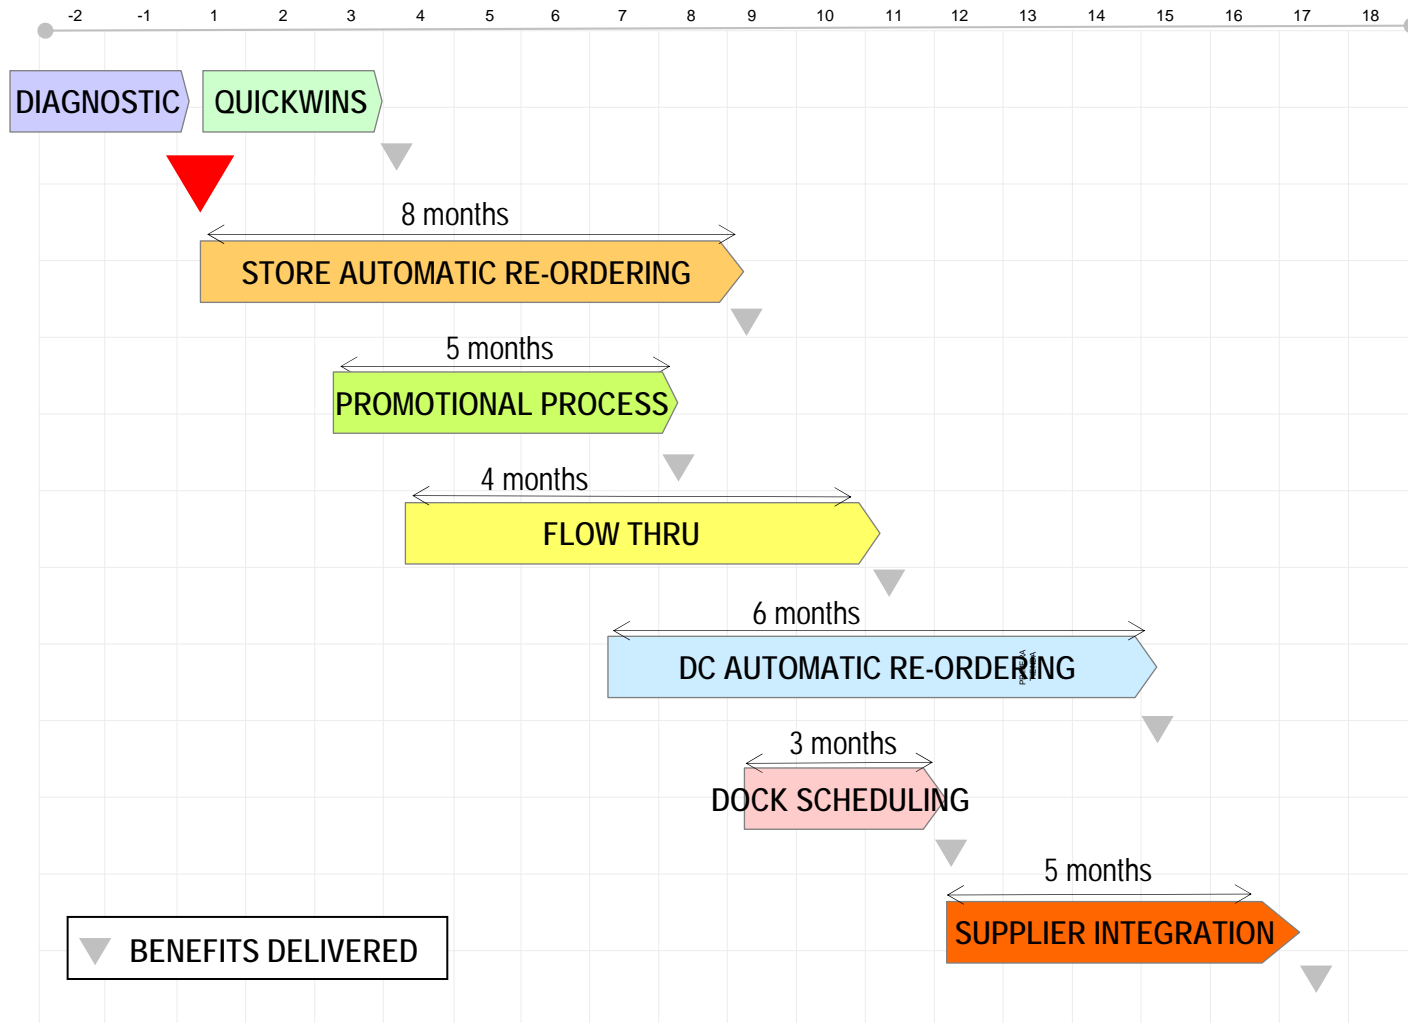 -2 -1 1 2 3 4 5 6 7 8 9 10 11 12 13 14 15 16 17 18
DIAGNOSTIC QUICKWINS
8 months
STORE AUTOMATIC RE-ORDERING
5 months
PROMOTIONAL PROCESS
4 months
FLOW THRU
6 months
DC AUTOMATIC RE-ORDERING
3 months
DOCK SCHEDULING
5 months
SUPPLIER INTEGRATION
BENEFITS DELIVERED